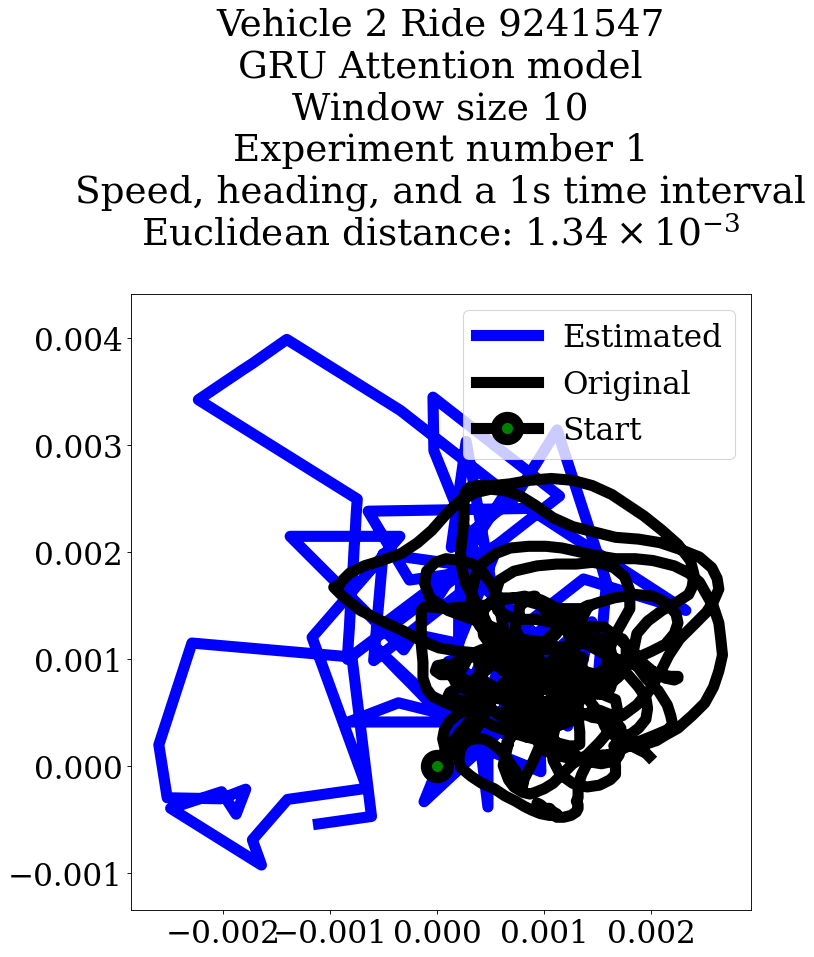 Vehicle 2 Ride 9241547
GRU Attention model
Window size 10
Experiment number 1
Speed, heading, and a 1s time interval
Euclidean distance: 1.34 × 10⁻³
Estimated
Original
Start
0.004
0.003
0.002
0.001
0.000
−0.001
−0.002 −0.001 0.000 0.001 0.002